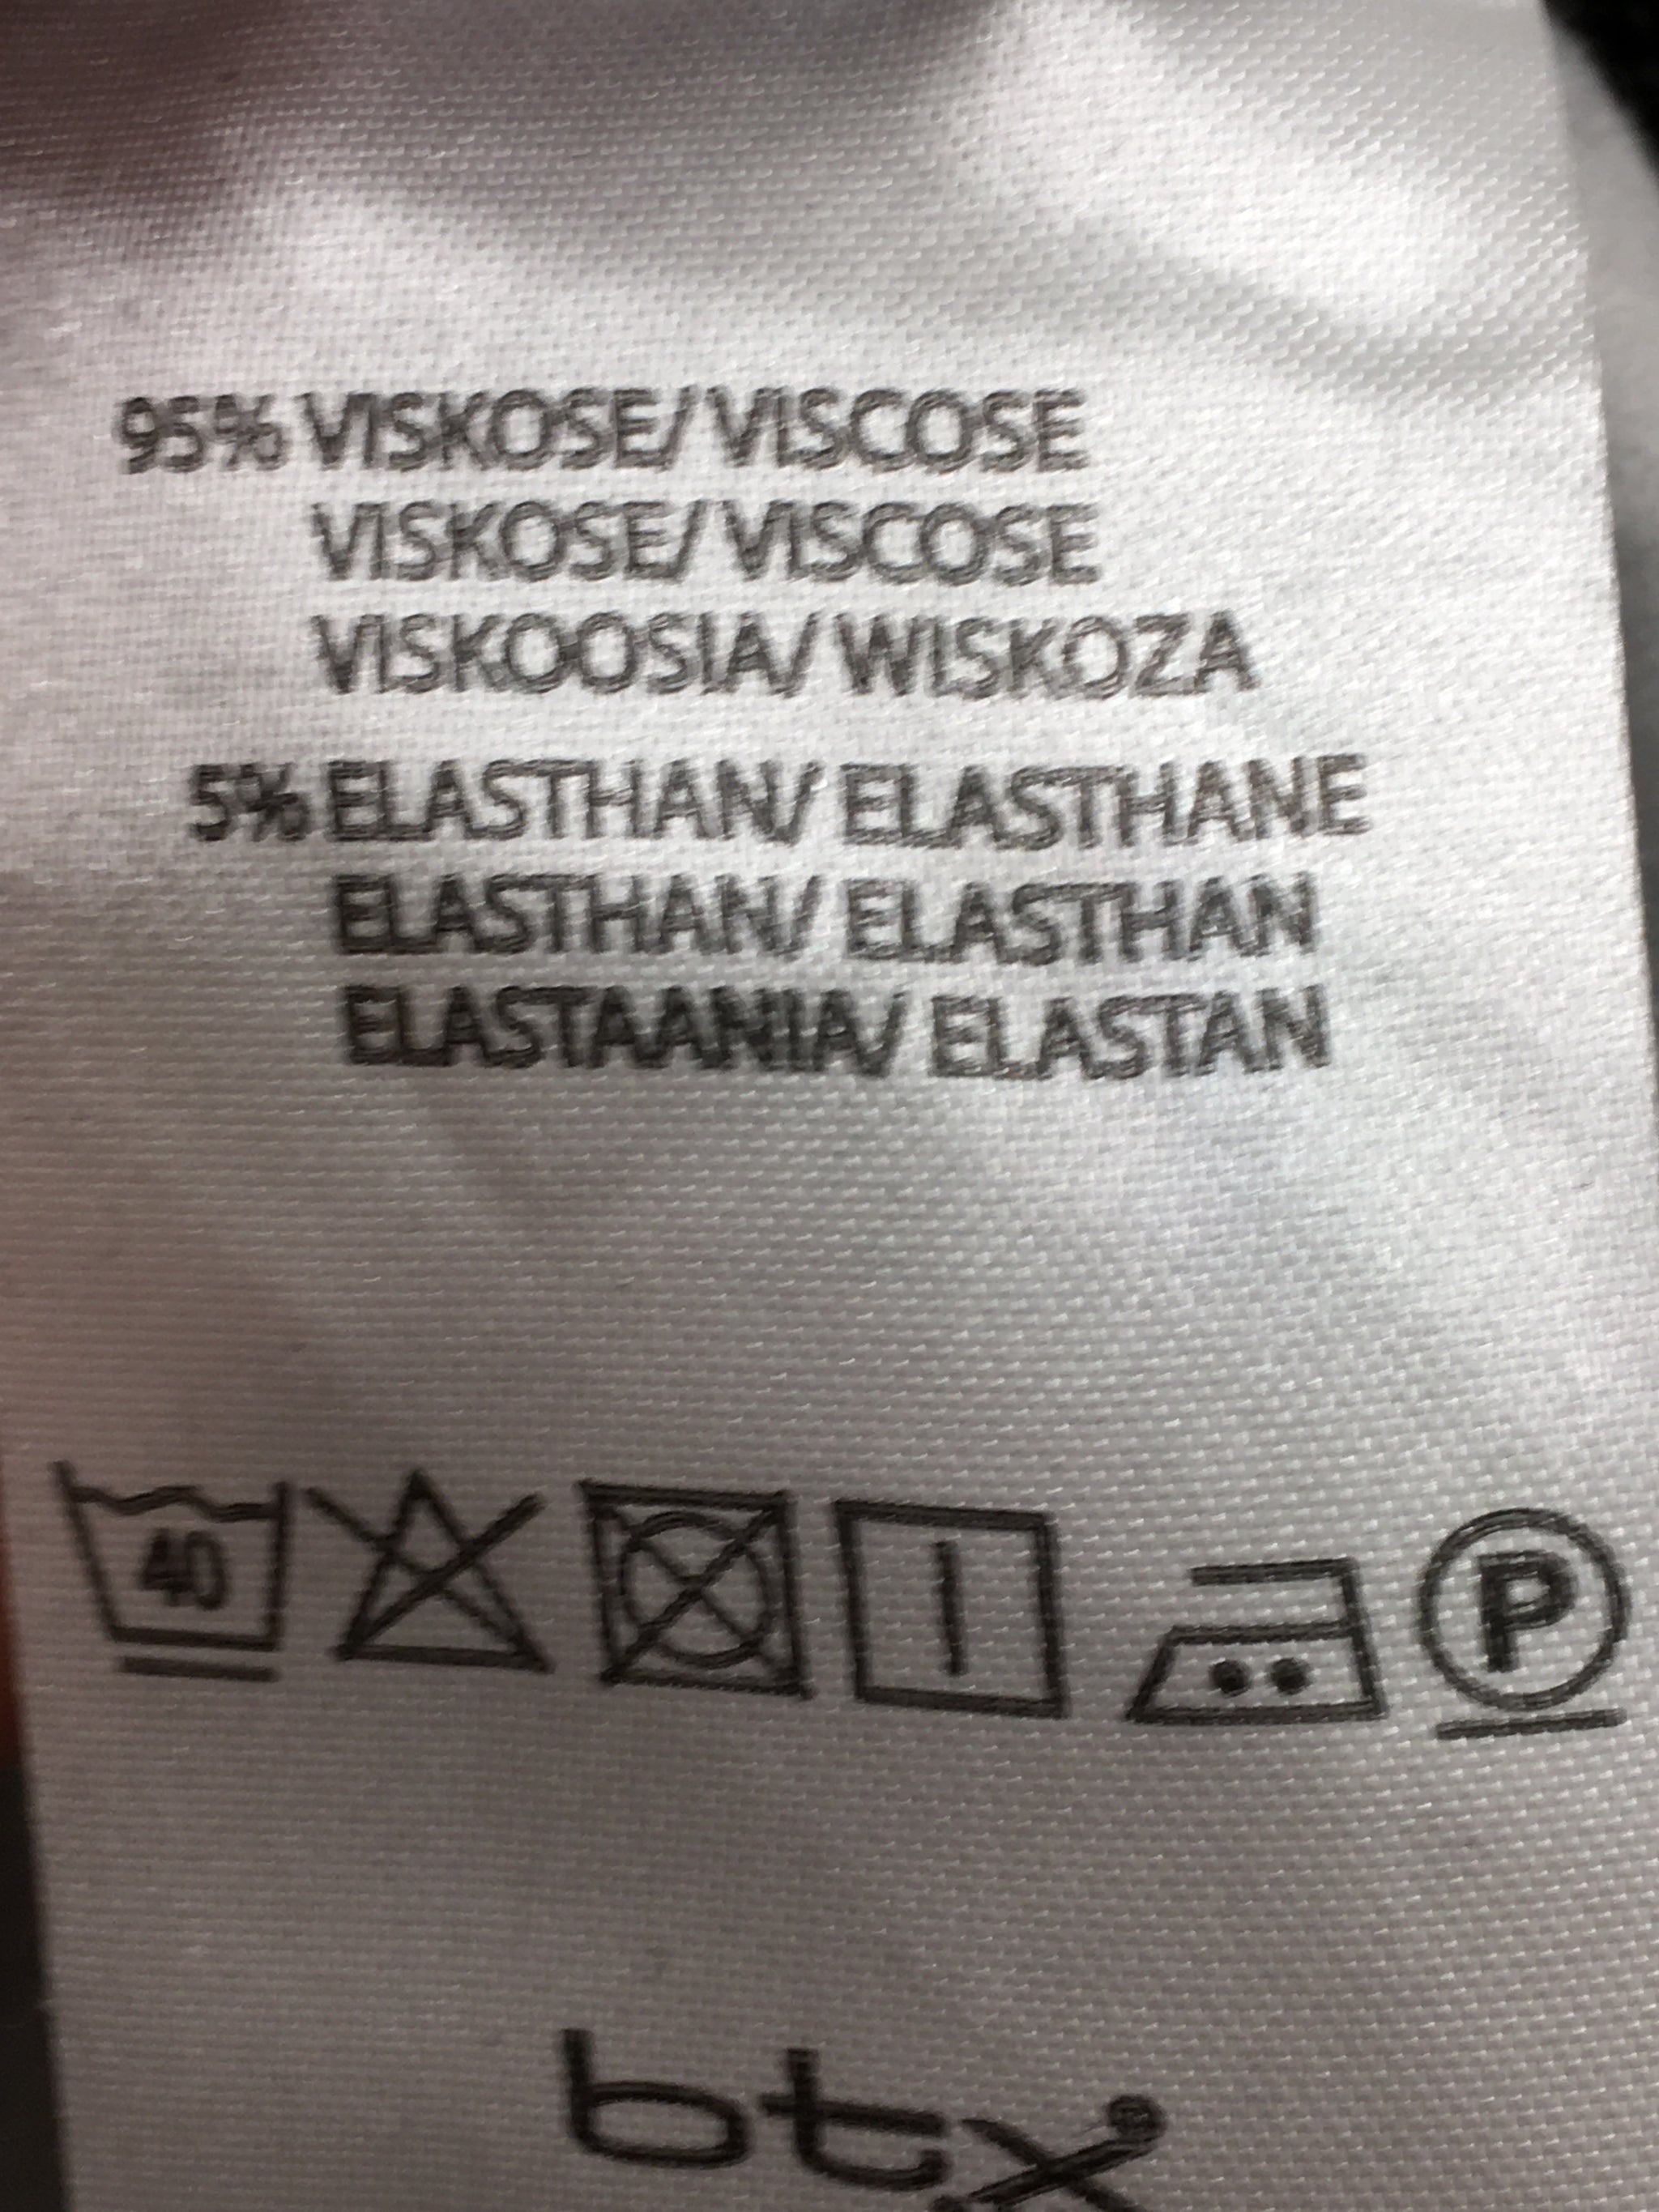 95% VISKOSE/ VISCOSE
VISKOSE/ VISCOSE
VISKOOSIA/ WISKOZA
5% ELASTHAN/ ELASTHANE
ELASTHAN/ ELASTHAN
ELASTAANIA/ ELASTAN
40 P
btx